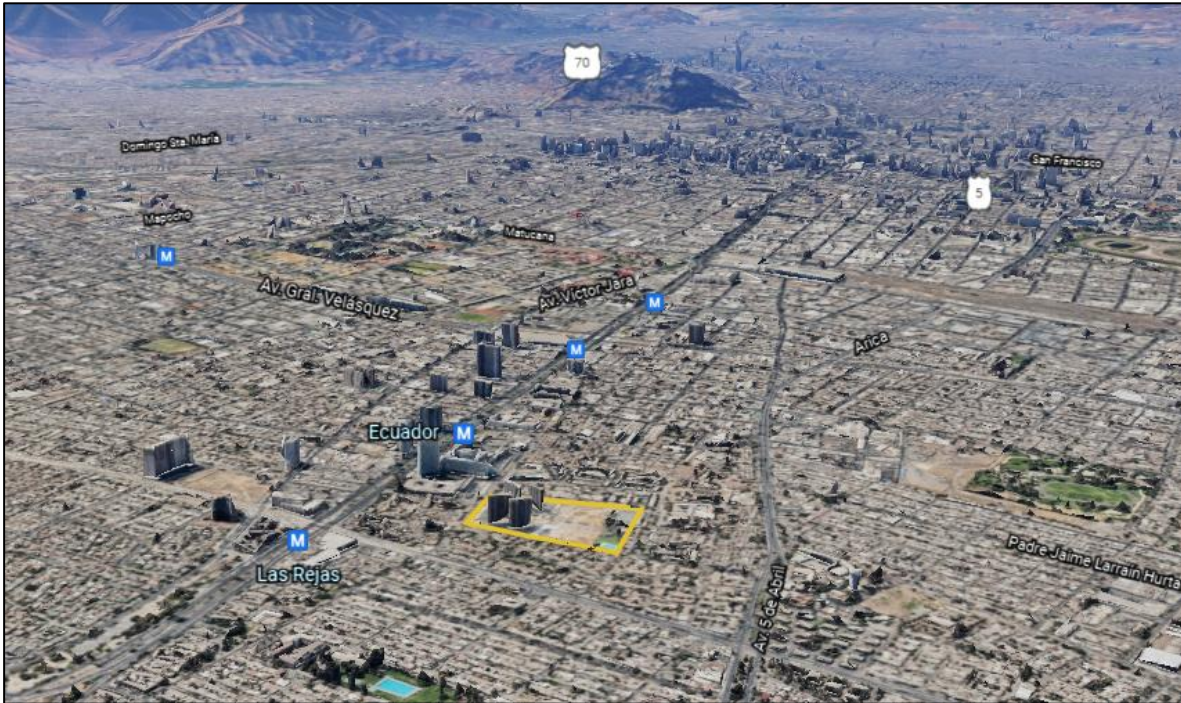 70
Domingo Sta. María
San Francisco
5
Mapocho
Matucana
M
Av. Gral. Velásquez
Av. Víctor Jara
M
Arica
M
Ecuador
M
M
Las Rejas
Padre Jaime Larraín Hurta
Av. 5 de Abril